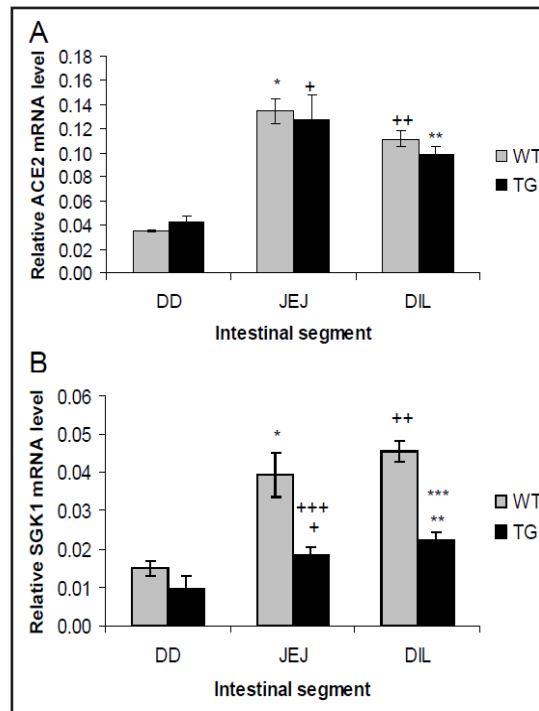 A
Relative ACE2 mRNA level
0.18
0.16
0.14
0.12
0.10
0.08
0.06
0.04
0.02
0.00
* + ++ **
WT
TG
DD JEJ DIL
Intestinal segment
B
Relative SGK1 mRNA level
0.06
0.05
0.04
0.03
0.02
0.01
0.00
* ++
+++ ***
+ **
WT
TG
DD JEJ DIL
Intestinal segment